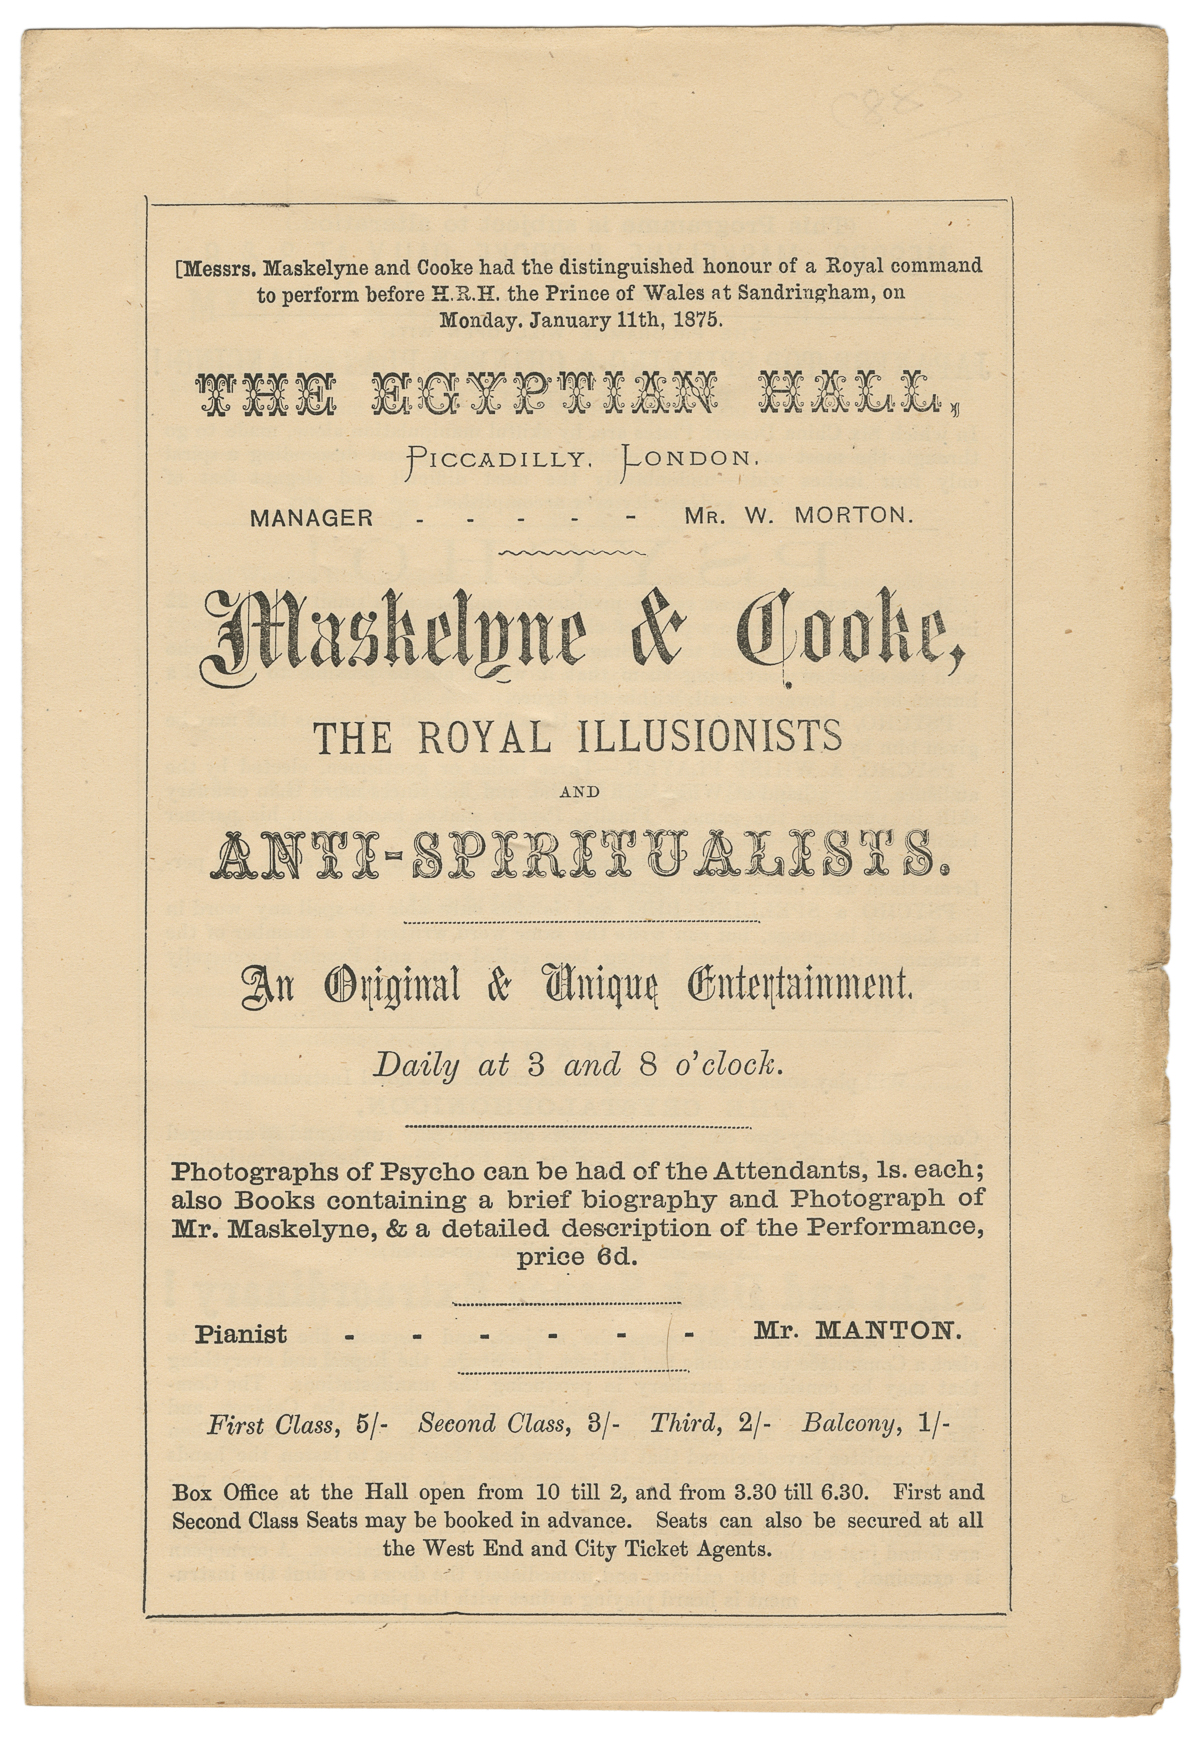 [Messrs. Maskelyne and Cooke had the distinguished honour of a Royal command
to perform before H.R.H. the Prince of Wales at Sandringham, on
Monday. January 11th, 1875.
THE EGYPTIAN HALL,
PICCADILLY, LONDON.
MANAGER - - - - - MR. W. MORTON.
Maskelyne & Cooke,
THE ROYAL ILLUSIONISTS
AND
ANTI-SPIRITUALISTS.
An Original & Unique Entertainment.
Daily at 3 and 8 o'clock.
Photographs of Psycho can be had of the Attendants, 1s. each;
also Books containing a brief biography and Photograph of
Mr. Maskelyne, & a detailed description of the Performance,
price 6d.
Pianist - - - - - - Mr. MANTON.
First Class, 5/- Second Class, 3/- Third, 2/- Balcony, 1/-
Box Office at the Hall open from 10 till 2, and from 3.30 till 6.30. First and
Second Class Seats may be booked in advance. Seats can also be secured at all
the West End and City Ticket Agents.